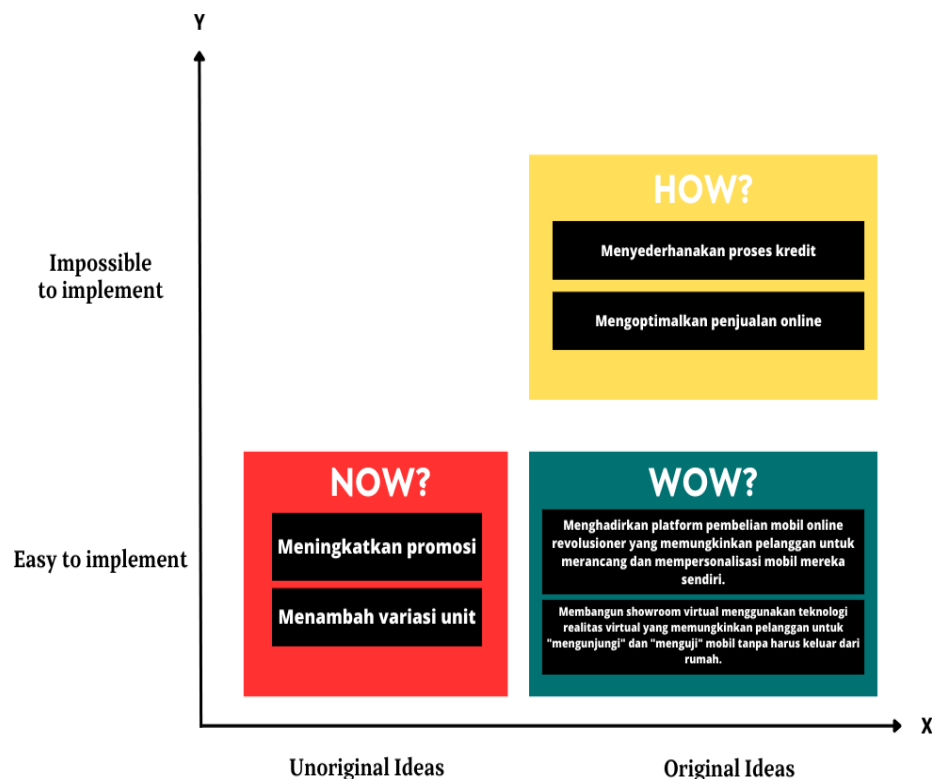 Y
HOW?
Menyederhanakan proses kredit
Mengoptimalkan penjualan online
Impossible
to implement
NOW?
Meningkatkan promosi
Menambah variasi unit
WOW?
Menghadirkan platform pembelian mobil online
revolusioner yang memungkinkan pelanggan untuk
merancang dan mempersonalisasi mobil mereka
sendiri.
Membangun showroom virtual menggunakan teknologi
realitas virtual yang memungkinkan pelanggan untuk
"mengunjungi" dan "menguji" mobil tanpa harus keluar dari
rumah.
Easy to implement
X
Unoriginal Ideas
Original Ideas